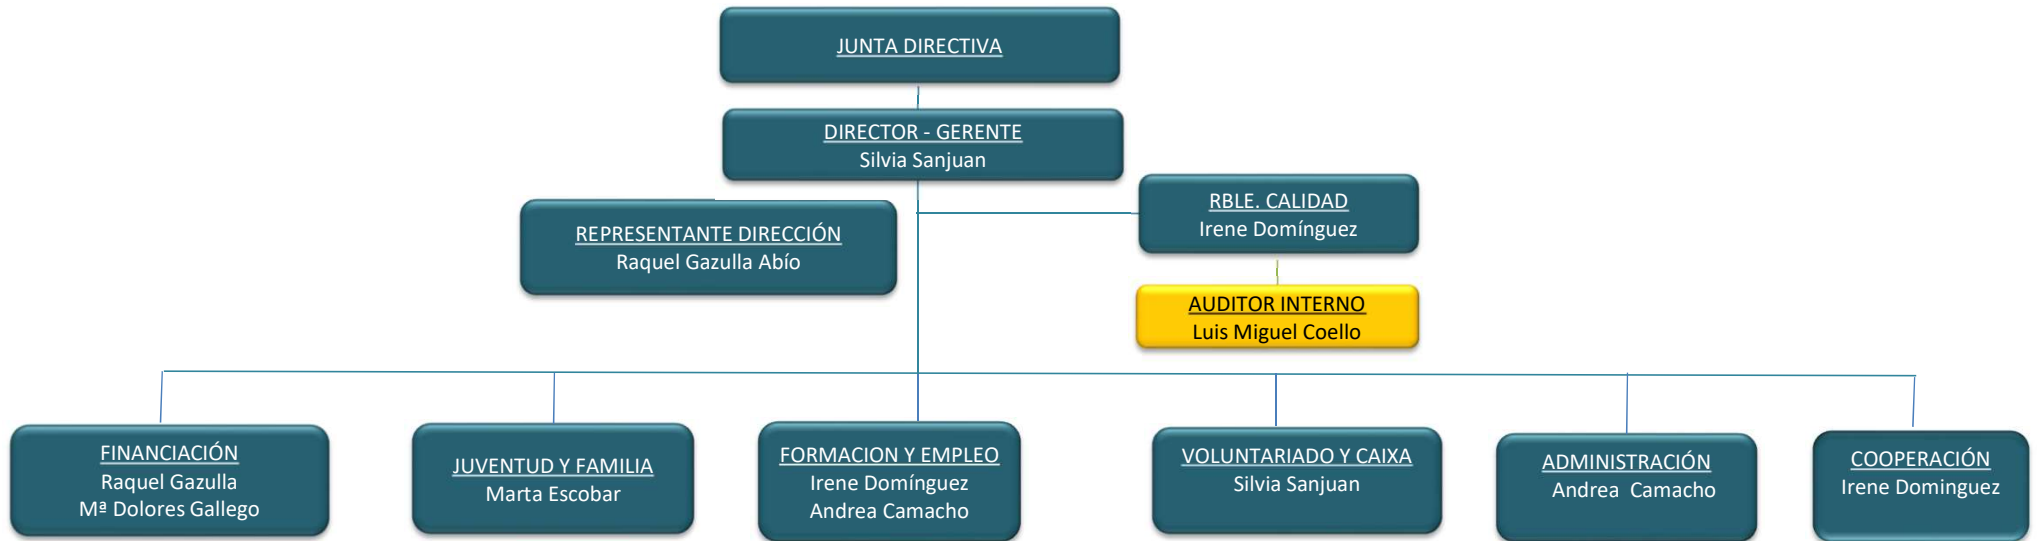 JUNTA DIRECTIVA
DIRECTOR - GERENTE
Silvia Sanjuan
REPRESENTANTE DIRECCIÓN
Raquel Gazulla Abío
RBLE. CALIDAD
Irene Domínguez
AUDITOR INTERNO
Luis Miguel Coello
FINANCIACIÓN
Raquel Gazulla
Mª Dolores Gallego
JUVENTUD Y FAMILIA
Marta Escobar
FORMACION Y EMPLEO
Irene Domínguez
Andrea Camacho
VOLUNTARIADO Y CAIXA
Silvia Sanjuan
ADMINISTRACIÓN
Andrea Camacho
COOPERACIÓN
Irene Dominguez